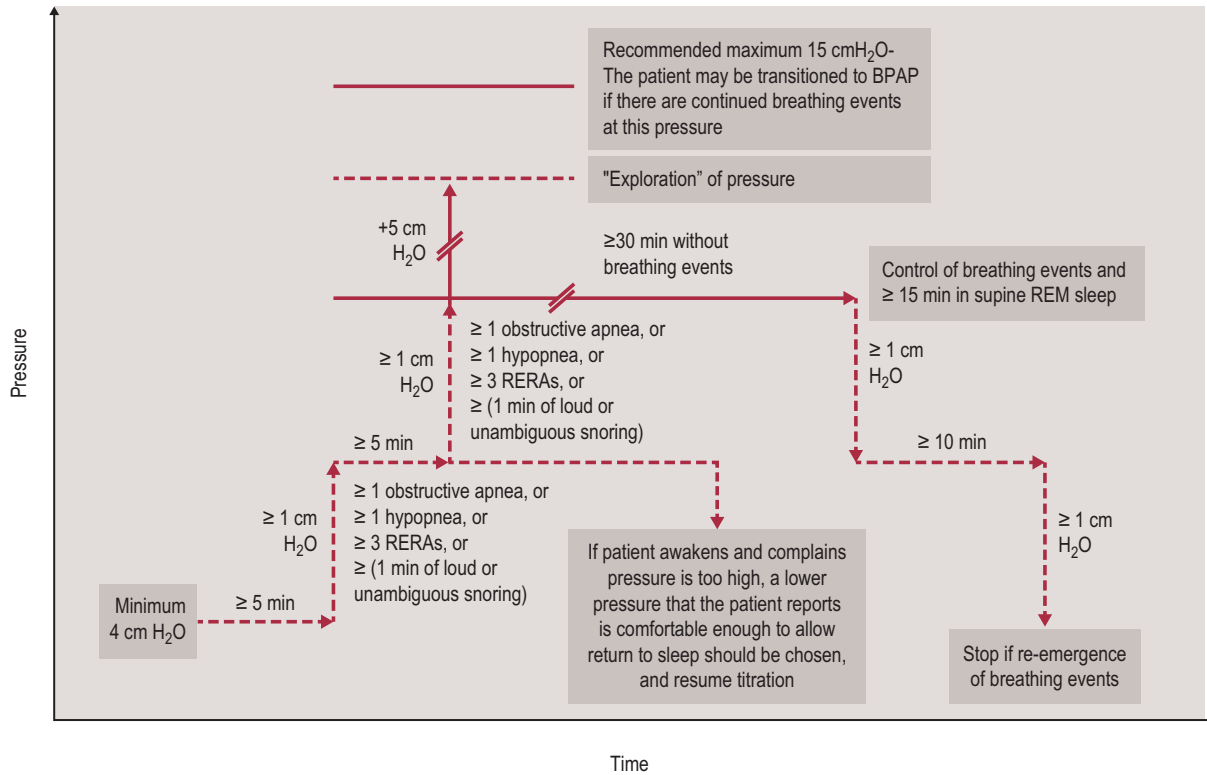 Recommended maximum 15 cmH₂O-
The patient may be transitioned to BPAP
if there are continued breathing events
at this pressure
"Exploration” of pressure
+5 cm
H₂O
≥30 min without
breathing events
Control of breathing events and
≥ 15 min in supine REM sleep
≥ 1 cm
H₂O
≥ 1 obstructive apnea, or
≥ 1 hypopnea, or
≥ 3 RERAs, or
≥ (1 min of loud or
unambiguous snoring)
≥ 1 cm
H₂O
≥ 5 min
≥ 10 min
≥ 1 cm
H₂O
≥ 1 obstructive apnea, or
≥ 1 hypopnea, or
≥ 3 RERAs, or
≥ (1 min of loud or
unambiguous snoring)
≥ 1 cm
H₂O
If patient awakens and complains
pressure is too high, a lower
pressure that the patient reports
is comfortable enough to allow
return to sleep should be chosen,
and resume titration
Minimum
4 cm H₂O
≥ 5 min
Stop if re-emergence
of breathing events
Pressure
Time